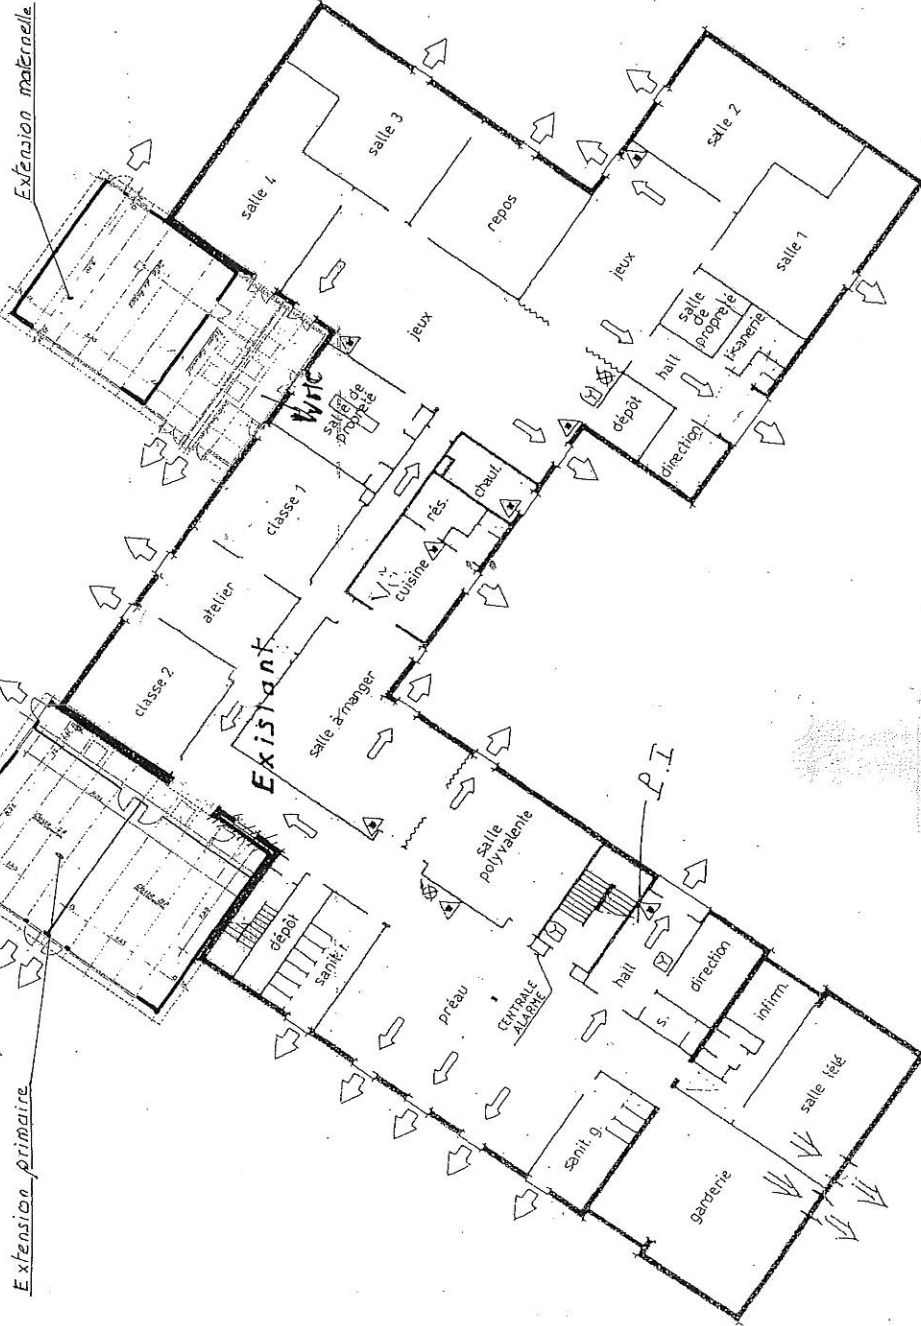 Extension maternelle
salle 3
salle 4
repos
salle 2
jeux
salle 1
jeux
salle
de
propreté
tisanerie
hall
dépôt
direction
salle de
propreté
classe 1
atelier
classe 2
chauf.
rés.
cuisine
Existant
salle à manger
salle
polyvalente
P.I
dépôt
sanit. f.
préau
CENTRALE
ALARME
hall
s.
direction
infirm.
salle télé
sanit. g.
garderie
Extension primaire